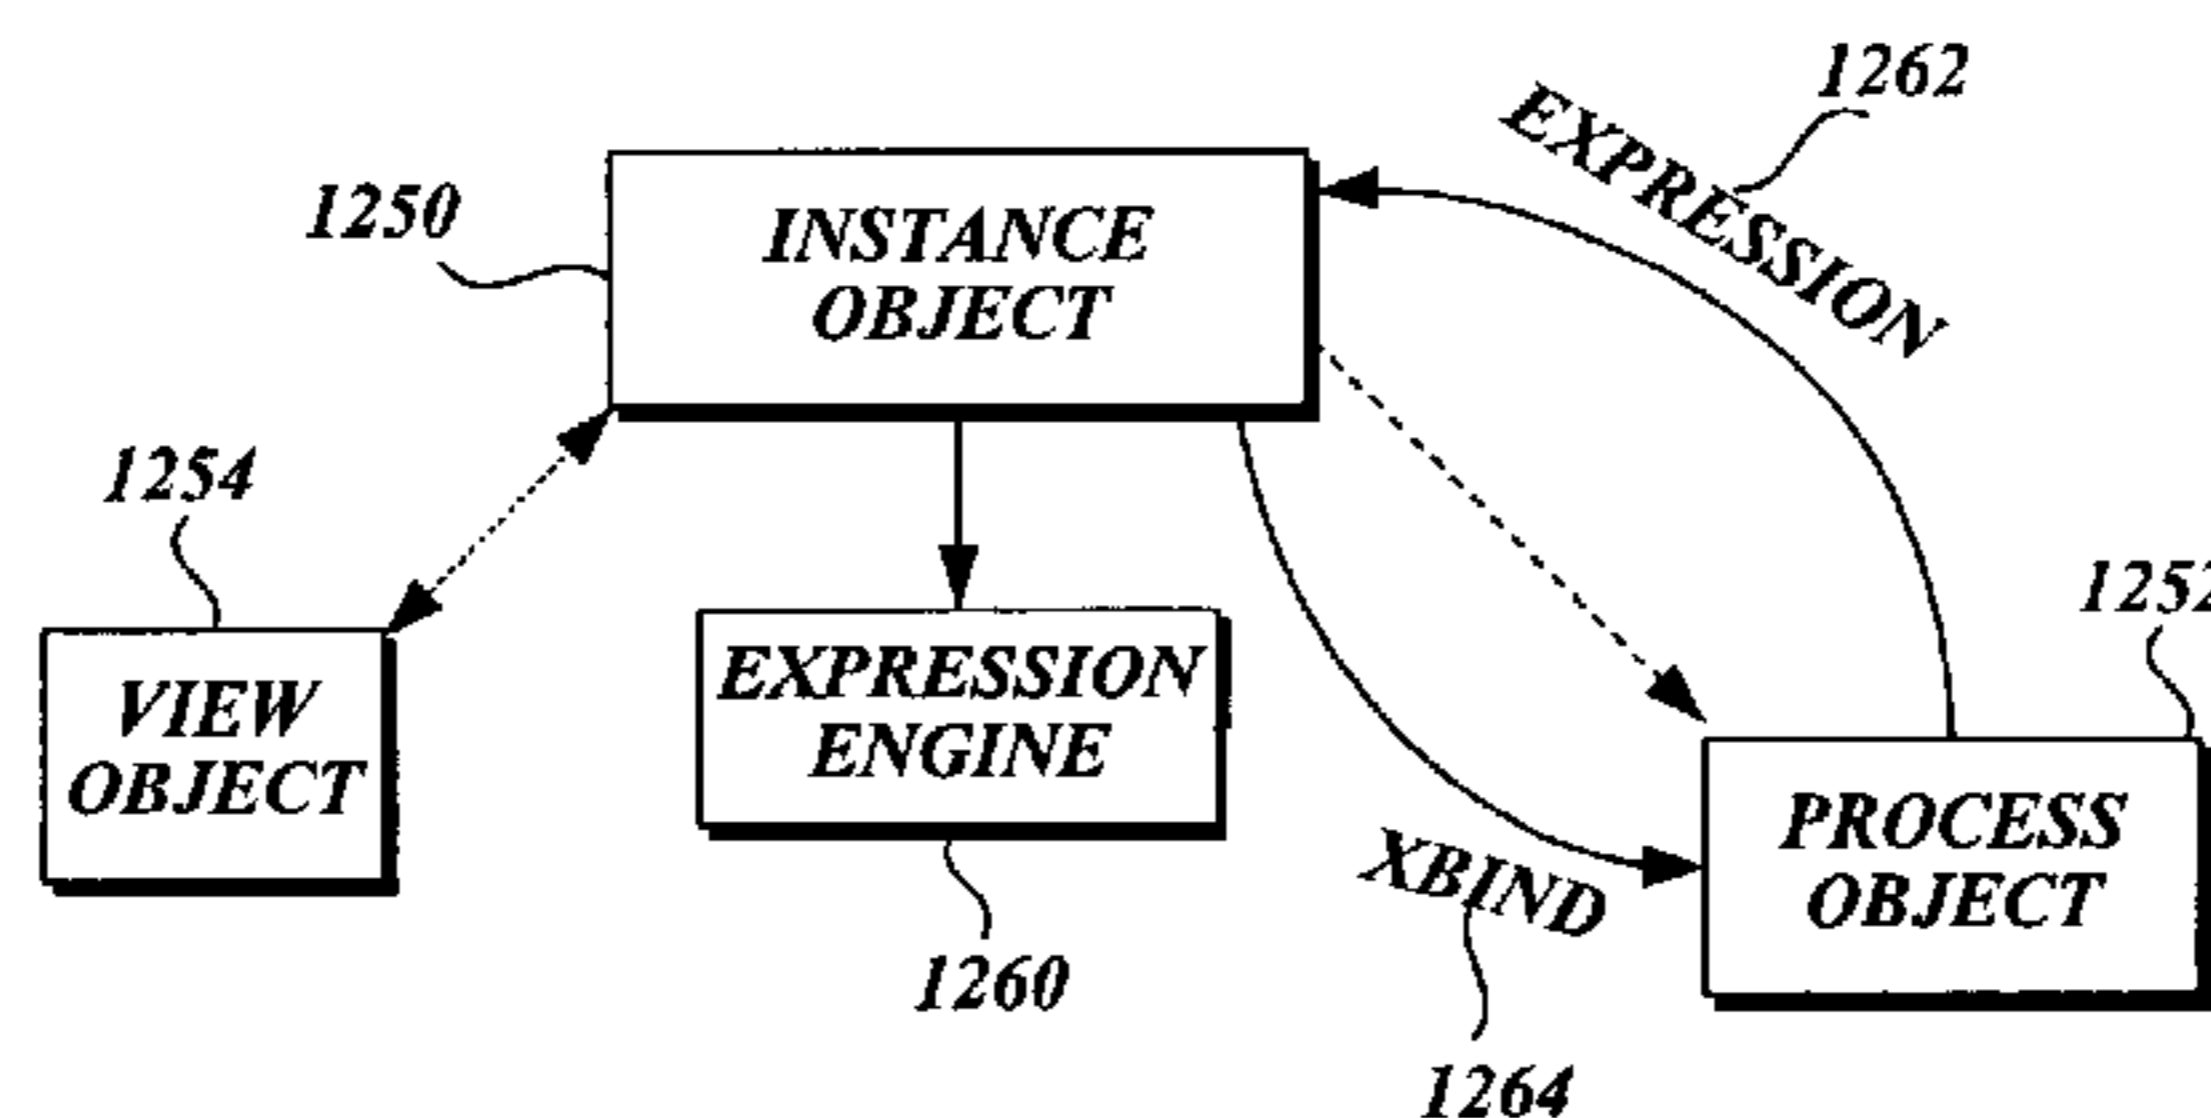 1262
EXPRESSION
1250
INSTANCE
OBJECT
1254
VIEW
OBJECT
EXPRESSION
ENGINE
1260
1252
PROCESS
OBJECT
XBIND
1264